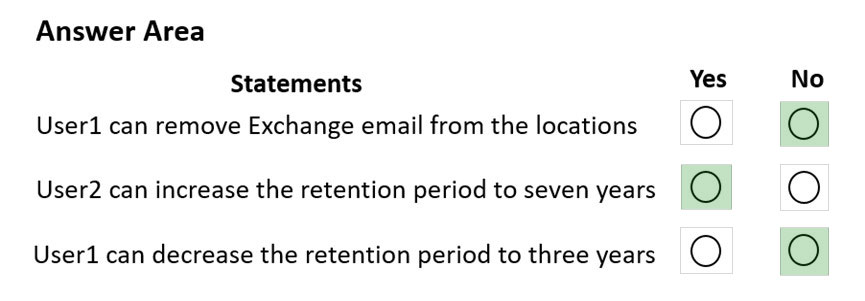 Answer Area
Statements Yes No
User1 can remove Exchange email from the locations
User2 can increase the retention period to seven years
User1 can decrease the retention period to three years